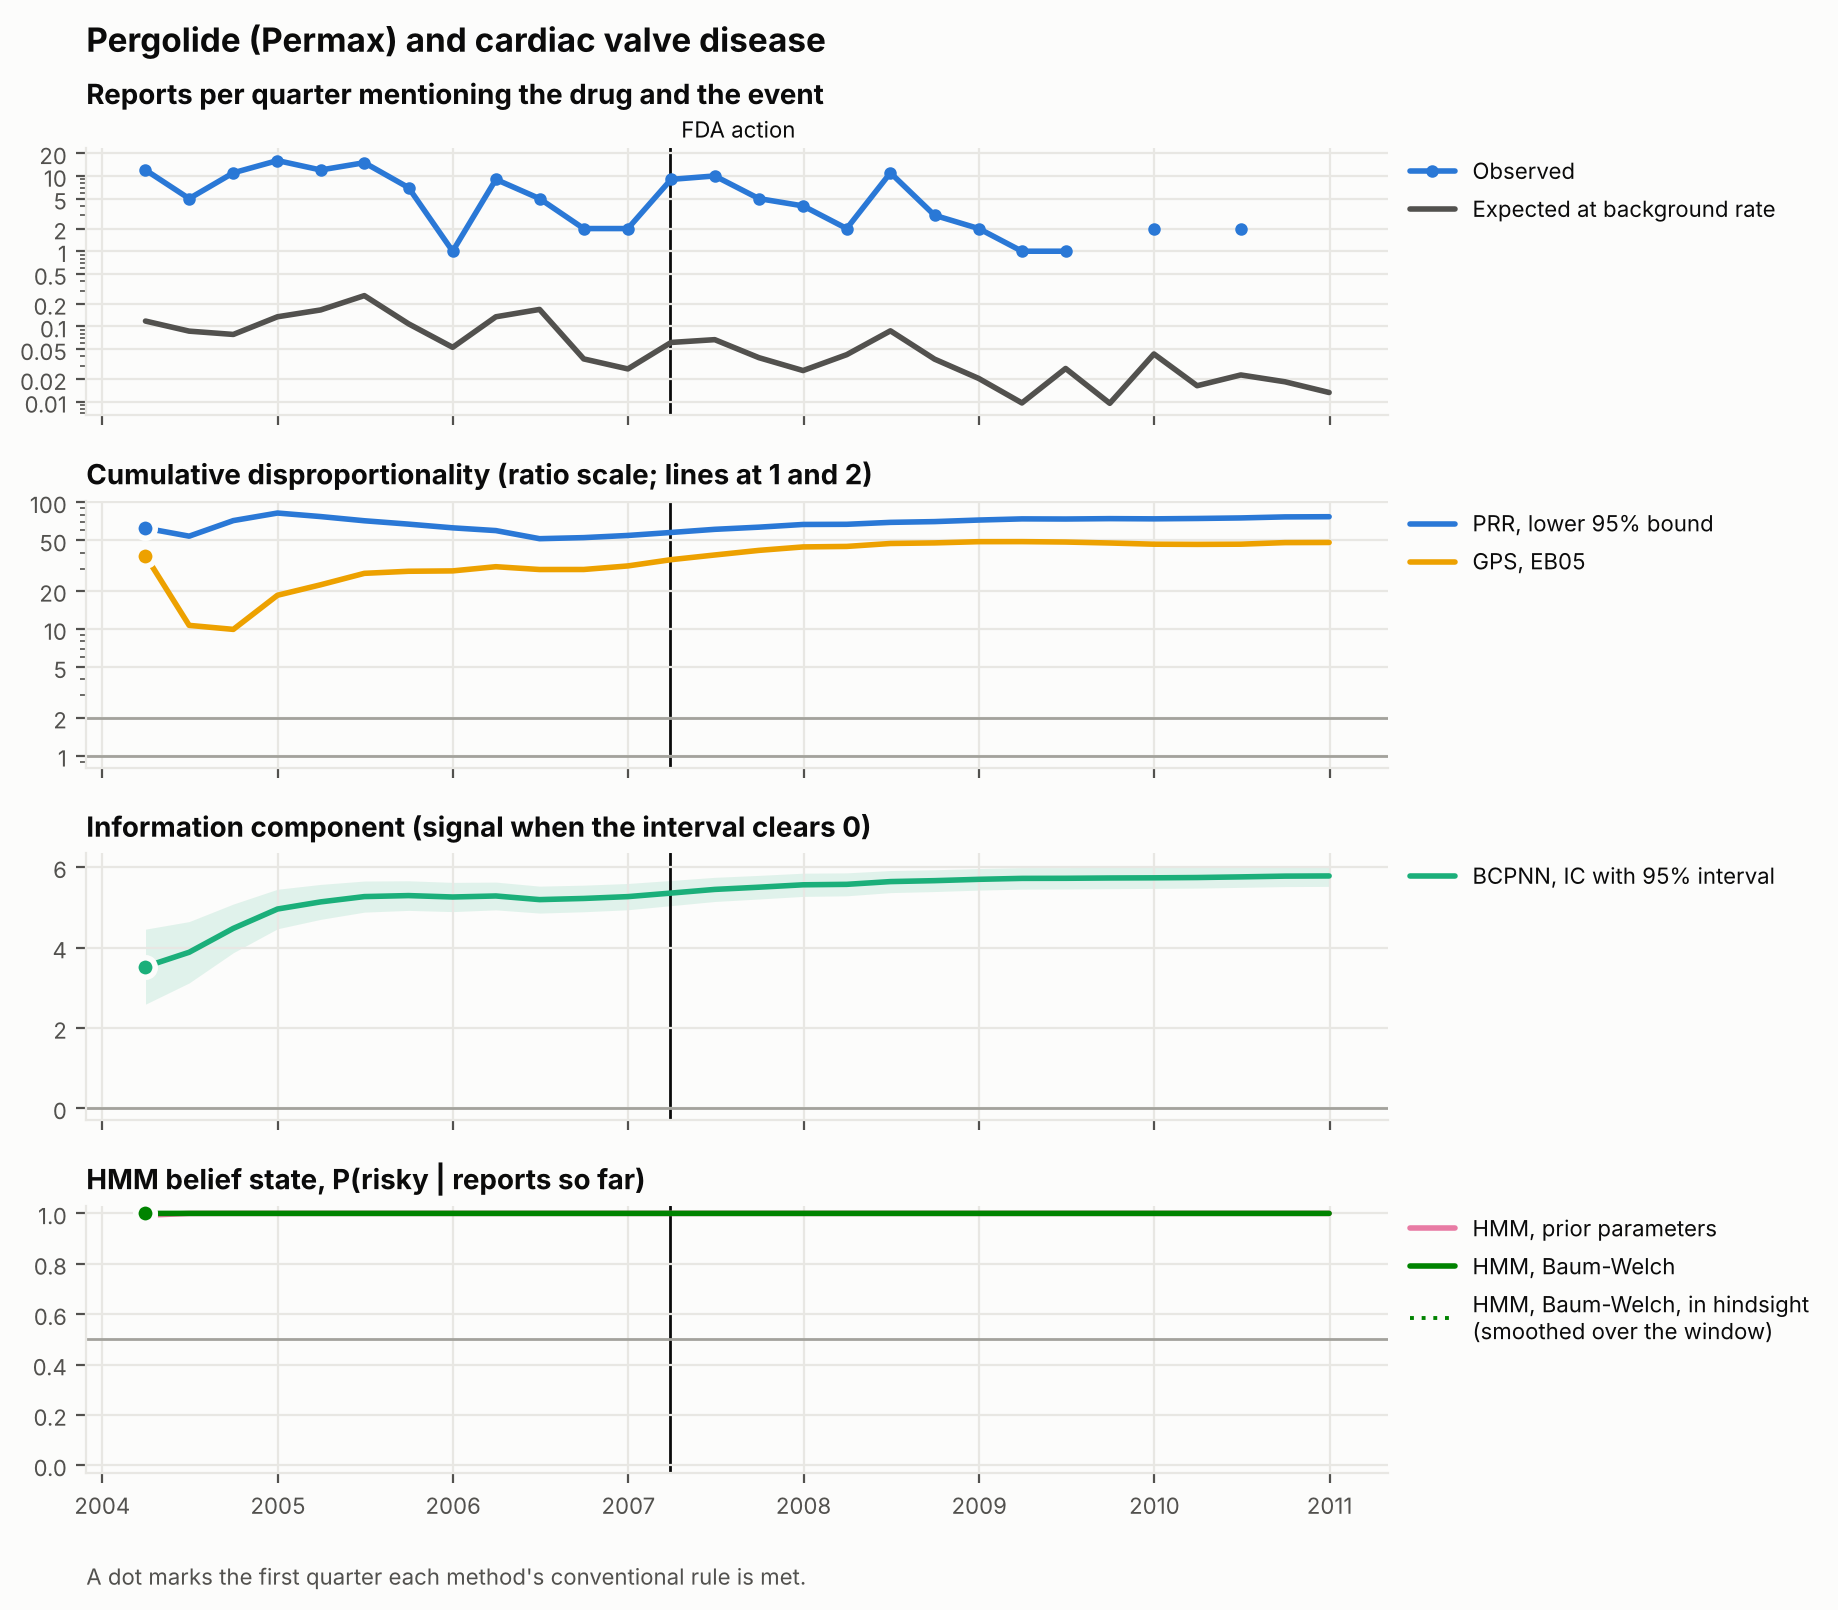 Pergolide (Permax) and cardiac valve disease
Reports per quarter mentioning the drug and the event
FDA action
20
10
5
2
1
0.5
0.2
0.1
0.05
0.02
0.01
Observed
Expected at background rate
Cumulative disproportionality (ratio scale; lines at 1 and 2)
100
50
20
10
5
2
1
PRR, lower 95% bound
GPS, EB05
Information component (signal when the interval clears 0)
6
4
2
0
BCPNN, IC with 95% interval
HMM belief state, P(risky | reports so far)
1.0
0.8
0.6
0.4
0.2
0.0
HMM, prior parameters
HMM, Baum-Welch
HMM, Baum-Welch, in hindsight
(smoothed over the window)
2004 2005 2006 2007 2008 2009 2010 2011
A dot marks the first quarter each method's conventional rule is met.